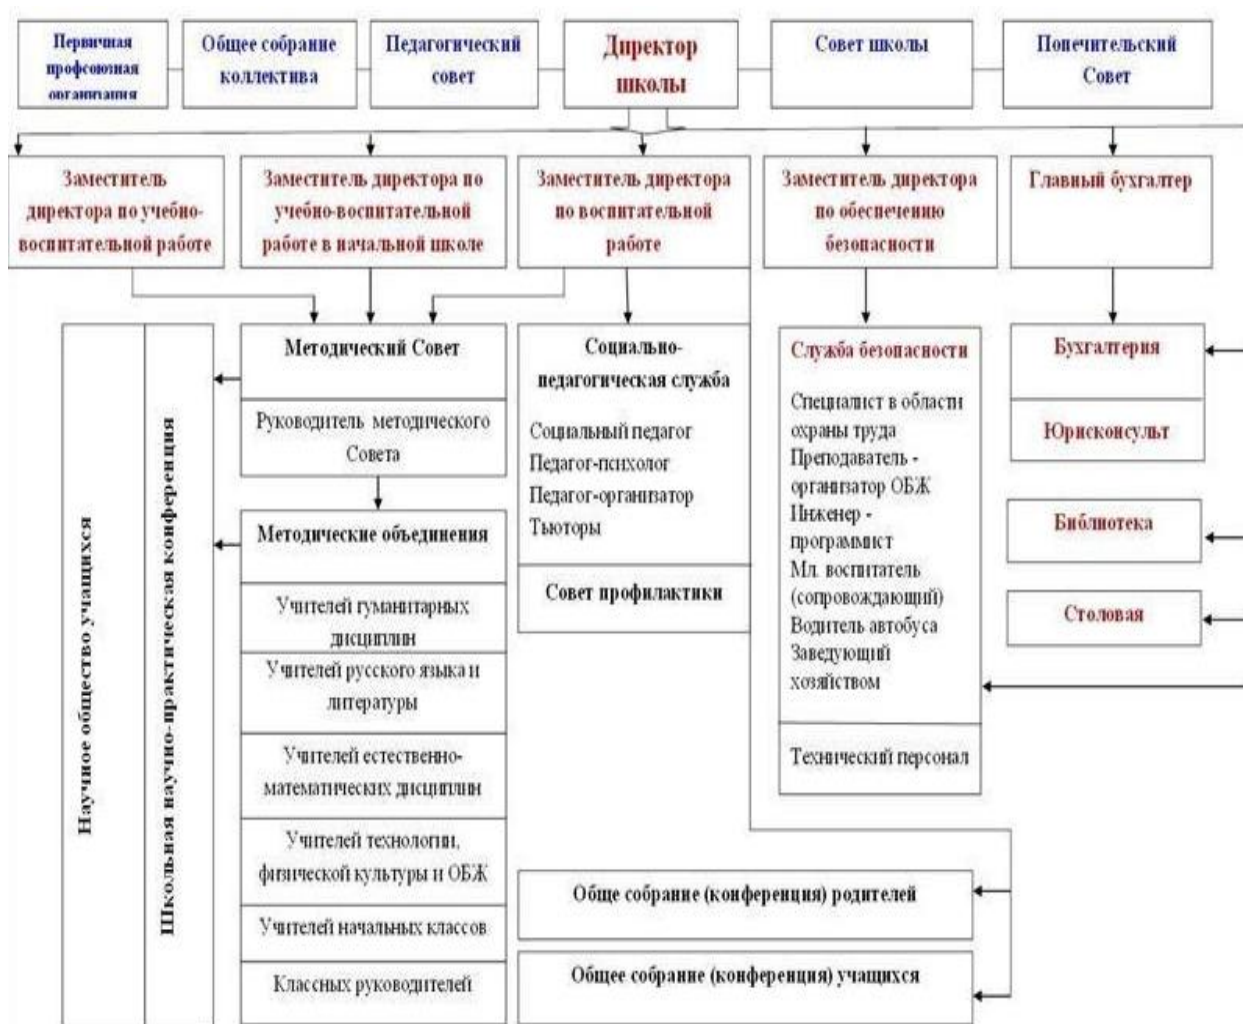 Первичная
профсоюзная
организация
Общее собрание
коллектива
Педагогический
совет
Директор
школы
Совет школы
Попечительский
Совет
Заместитель
директора по учебно-
воспитательной работе
Заместитель директора по
учебно-воспитательной
работе в начальной школе
Заместитель директора
по воспитательной
работе
Заместитель директора
по обеспечению
безопасности
Главный бухгалтер
Научное общество учащихся
Школьная научно-практическая конференция
Методический Совет
Руководитель методического
Совета
Методические объединения
Учителей гуманитарных
дисциплин
Учителей русского языка и
литературы
Учителей естественно-
математических дисциплин
Учителей технологии,
физической культуры и ОБЖ
Учителей начальных классов
Классных руководителей
Социально-
педагогическая служба
Социальный педагог
Педагог-психолог
Педагог-организатор
Тьюторы
Совет профилактики
Служба безопасности
Специалист в области
охраны труда
Преподаватель -
организатор ОБЖ
Инженер -
программист
Мл. воспитатель
(сопровождающий)
Водитель автобуса
Заведующий
хозяйством
Технический персонал
Бухгалтерия
Юрисконсульт
Библиотека
Столовая
Обще собрание (конференция) родителей
Общее собрание (конференция) учащихся